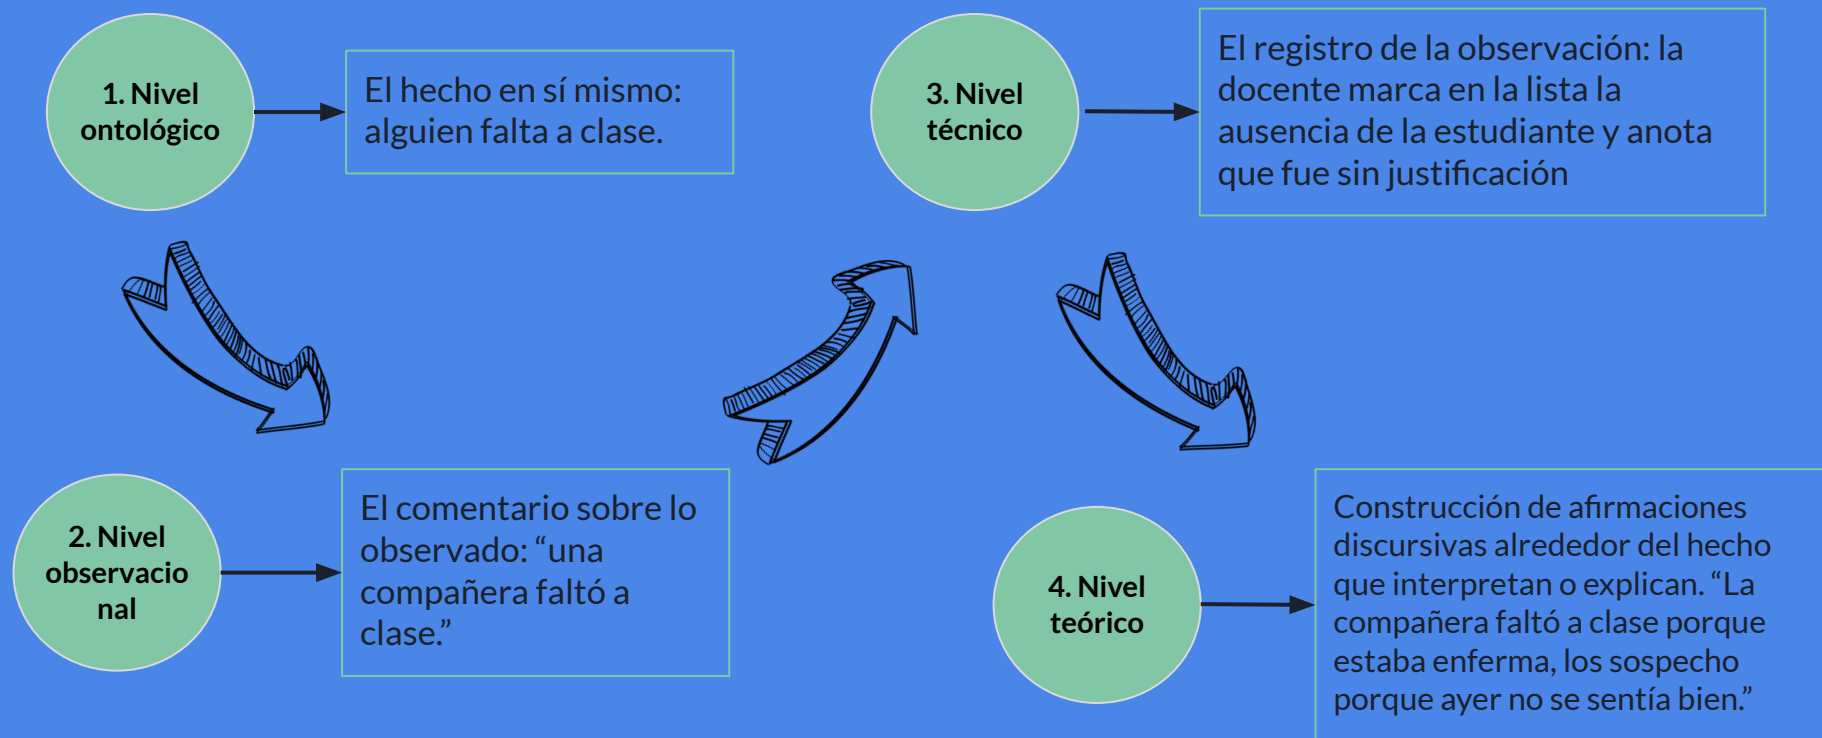 1. Nivel
ontológico
El hecho en sí mismo:
alguien falta a clase.
2. Nivel
observacio
nal
El comentario sobre lo
observado: “una
compañera faltó a
clase.”
3. Nivel
técnico
El registro de la observación: la
docente marca en la lista la
ausencia de la estudiante y anota
que fue sin justificación
4. Nivel
teórico
Construcción de afirmaciones
discursivas alrededor del hecho
que interpretan o explican. “La
compañera faltó a clase porque
estaba enferma, los sospecho
porque ayer no se sentía bien.”